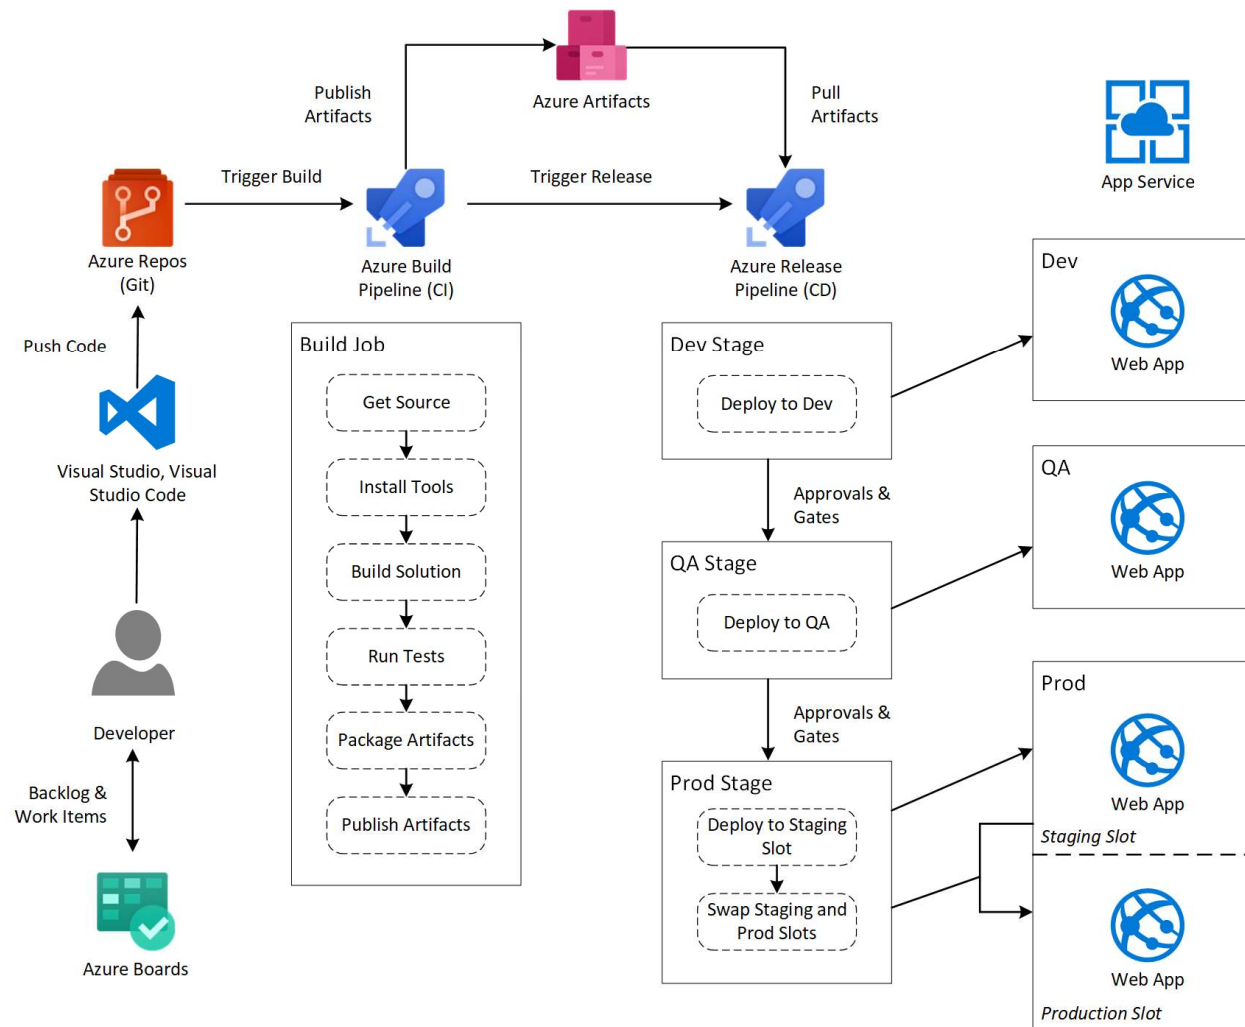 Publish
Artifacts
Azure Artifacts
Pull
Artifacts
App Service
Trigger Build
Trigger Release
Azure Repos
(Git)
Azure Build
Pipeline (CI)
Azure Release
Pipeline (CD)
Push Code
Visual Studio, Visual
Studio Code
Developer
Backlog &
Work Items
Azure Boards
Build Job
Get Source
Install Tools
Build Solution
Run Tests
Package Artifacts
Publish Artifacts
Dev Stage
Deploy to Dev
Approvals &
Gates
QA Stage
Deploy to QA
Approvals &
Gates
Prod Stage
Deploy to Staging
Slot
Swap Staging and
Prod Slots
Dev
Web App
QA
Web App
Prod
Web App
Staging Slot
Web App
Production Slot